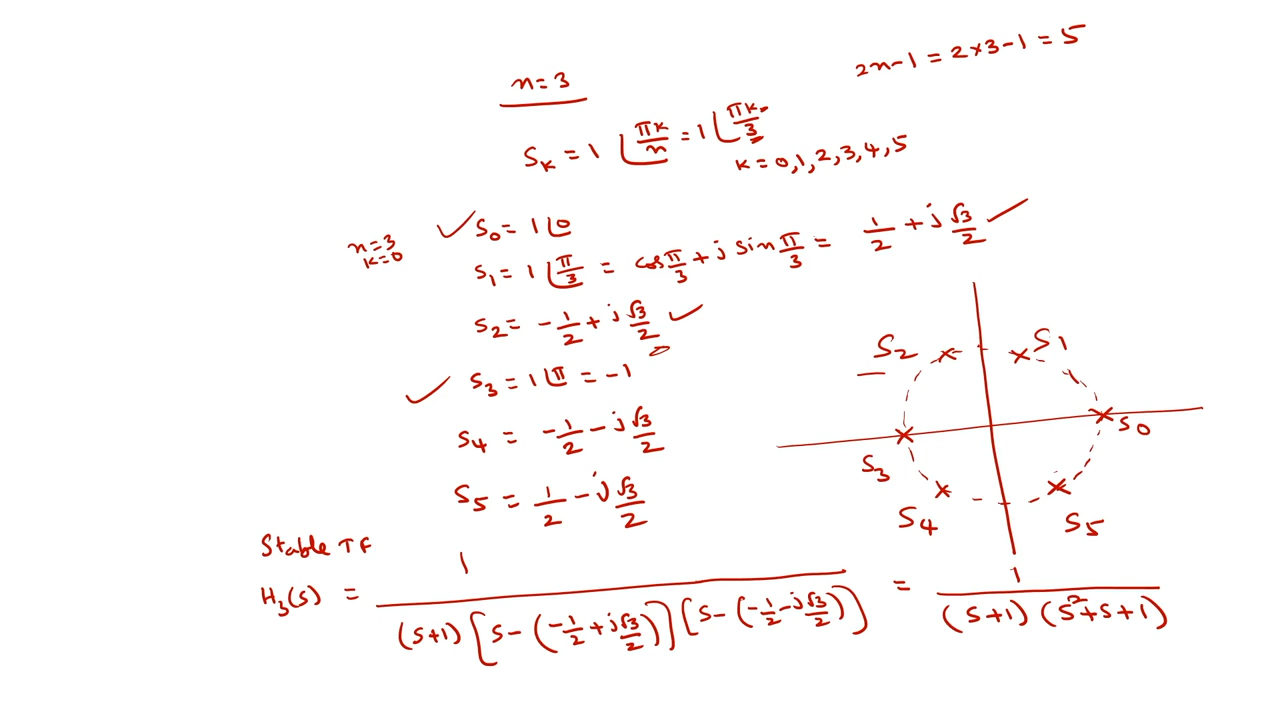 2n-1 = 2×3-1 = 5
n=3
S_K = 1 ∠πK/n = 1 ∠πK/3
K=0,1,2,3,4,5
n=3
K=0
✓ S_0 = 1∠0
S_1 = 1∠π/3 = cos π/3 + j sin π/3 = 1/2 + j √3/2 ✓
S_2 = -1/2 + j √3/2 ✓
✓ S_3 = 1∠π = -1
S_4 = -1/2 - j √3/2
S_5 = 1/2 - j √3/2
S_2
S_1
S_0
S_3
S_4
S_5
Stable TF
H_3(s) = 1 / (s+1) [s-(-1/2+j√3/2)] [s-(-1/2-j√3/2)] = 1 / (s+1) (s²+s+1)